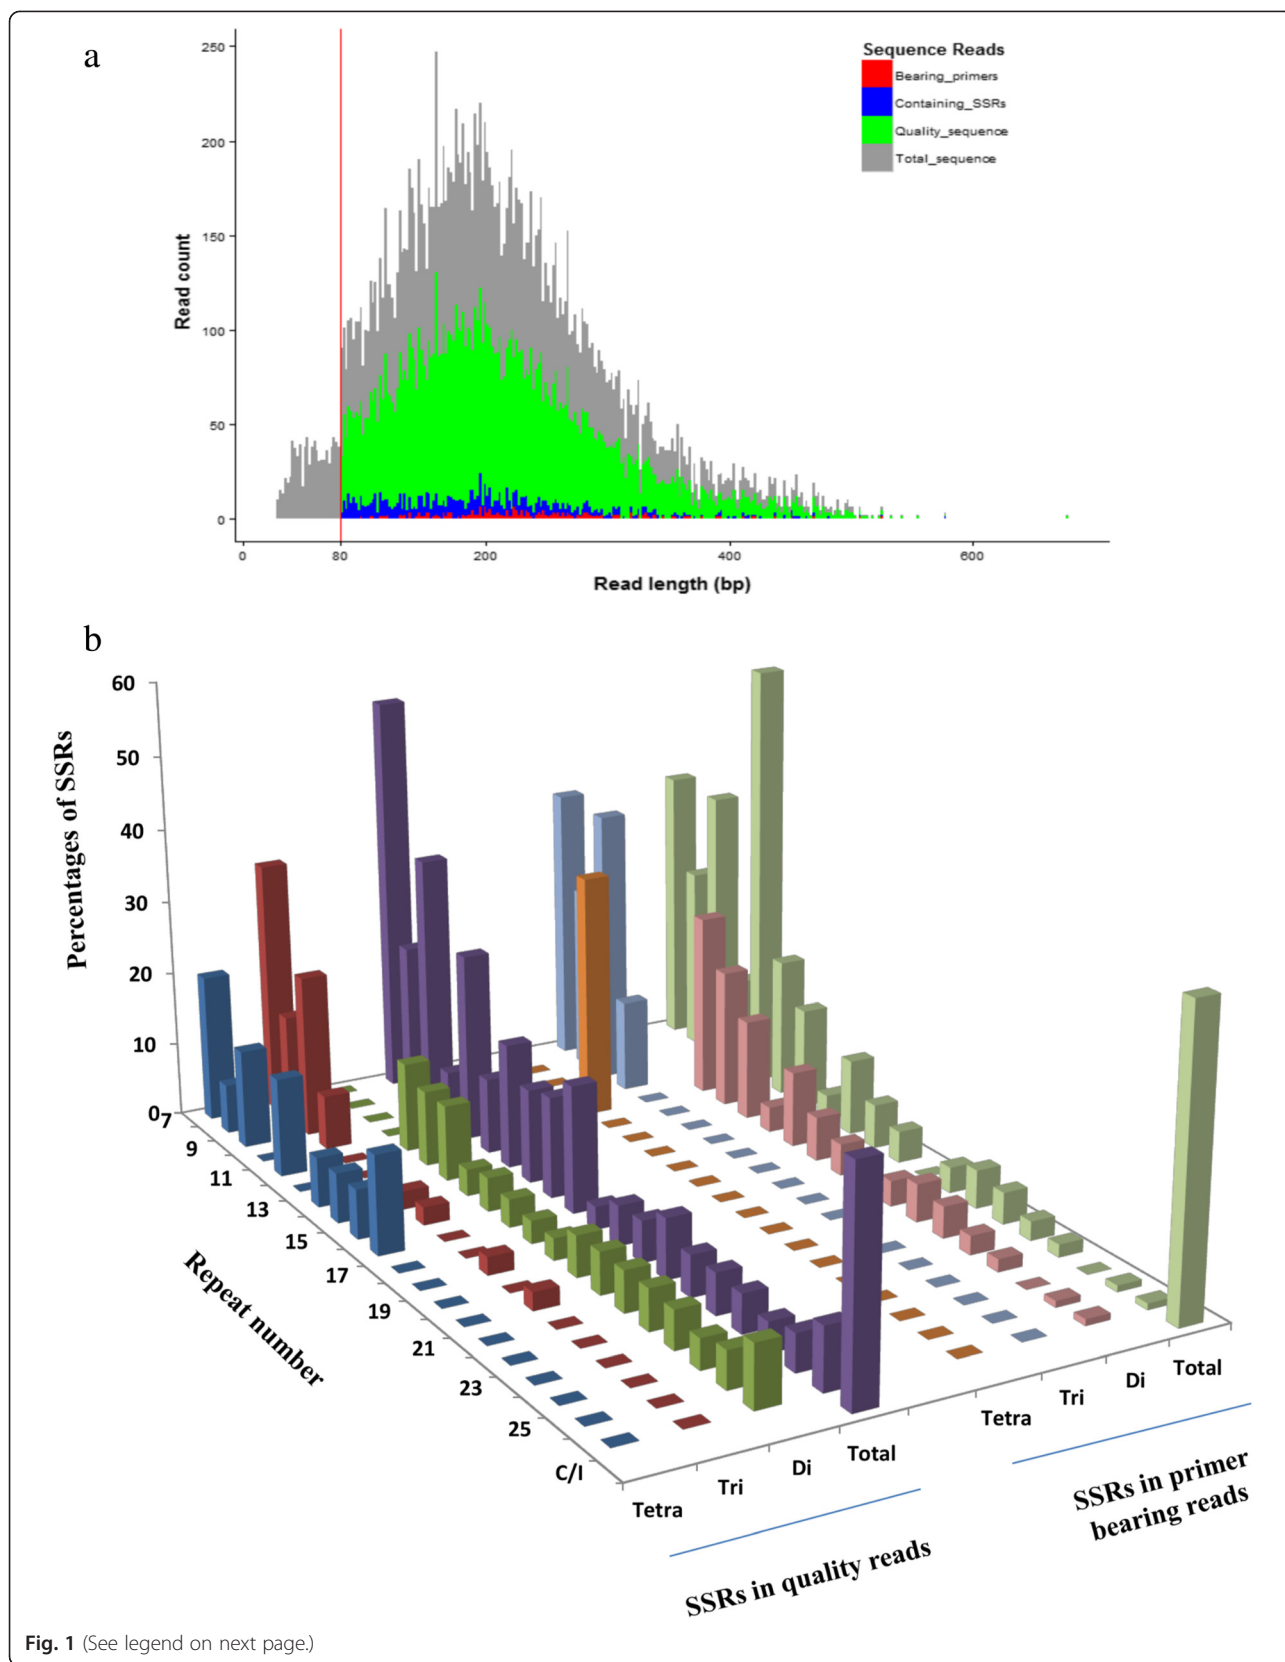 a
Sequence Reads
Bearing_primers
Containing_SSRs
Quality_sequence
Total_sequence
Read count
250
200
150
100
50
0
0 80 200 400 600
Read length (bp)
b
Percentages of SSRs
60
50
40
30
20
10
0
7
9
11
13
15
17
19
21
23
25
C/I
Repeat number
Tetra Tri Di Total
SSRs in quality reads
Tetra Tri Di Total
SSRs in primer
bearing reads
Fig. 1 (See legend on next page.)